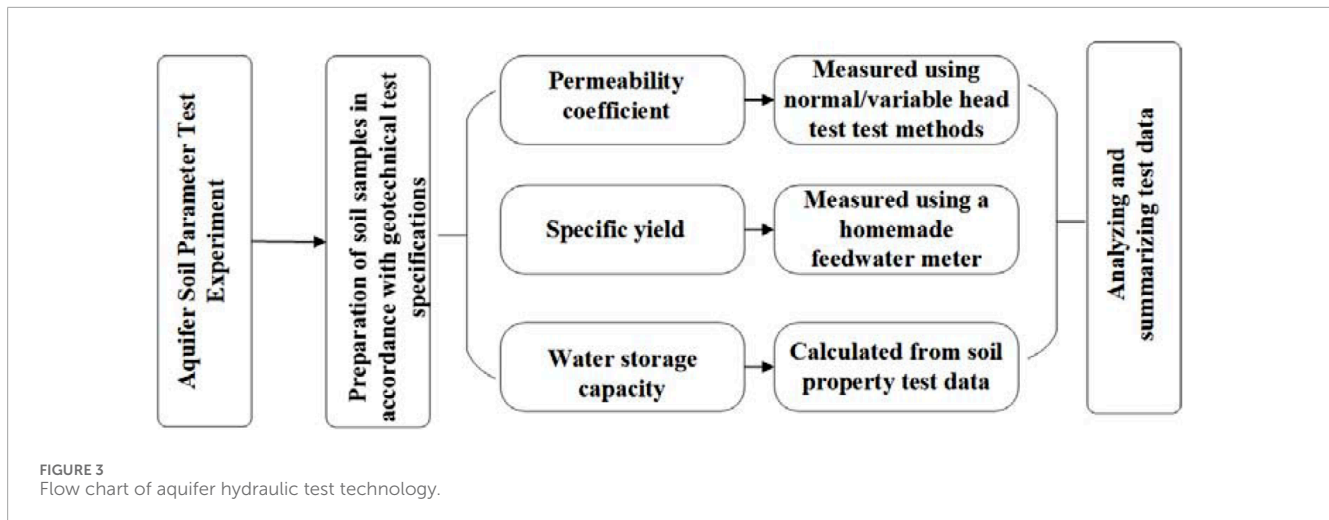 Aquifer Soil Parameter Test
Experiment
Preparation of soil samples in
accordance with geotechnical test
specifications
Permeability
coefficient
Measured using
normal/variable head
test test methods
Specific yield
Measured using a
homemade
feedwater meter
Water storage
capacity
Calculated from soil
property test data
Analyzing and
summarizing test data
FIGURE 3
Flow chart of aquifer hydraulic test technology.